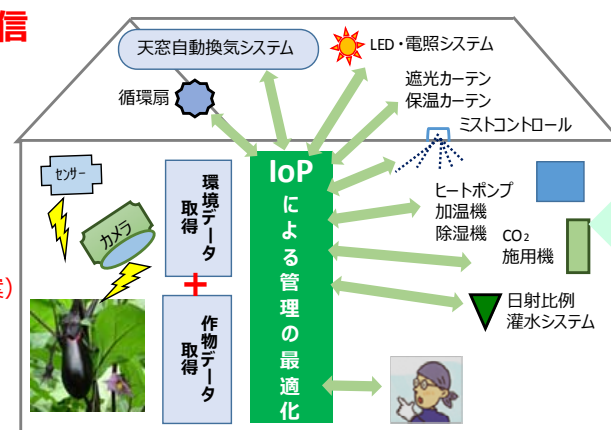 信
天窓自動換気システム
LED・電照システム
循環扇
遮光カーテン
保温カーテン
ミストコントロール
センサー
カメラ
環境データ
取得
+
作物データ
取得
IoP
による管理の最適化
ヒートポンプ
加温機
除湿機
CO₂
施用機
日射比例
灌水システム
)